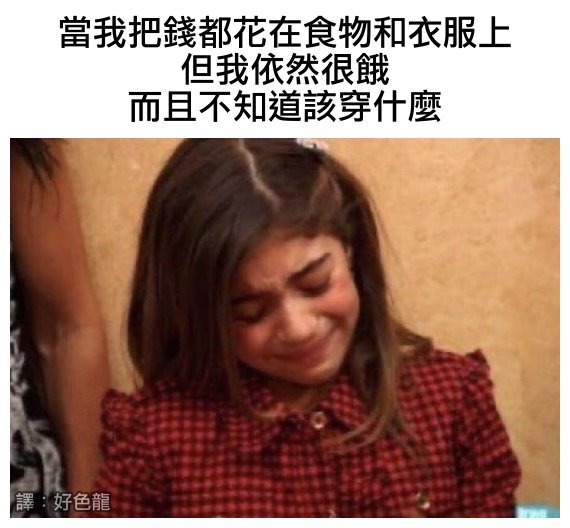 當我把錢都花在食物和衣服上
但我依然很餓
而且不知道該穿什麼
譯：好色龍
bravo